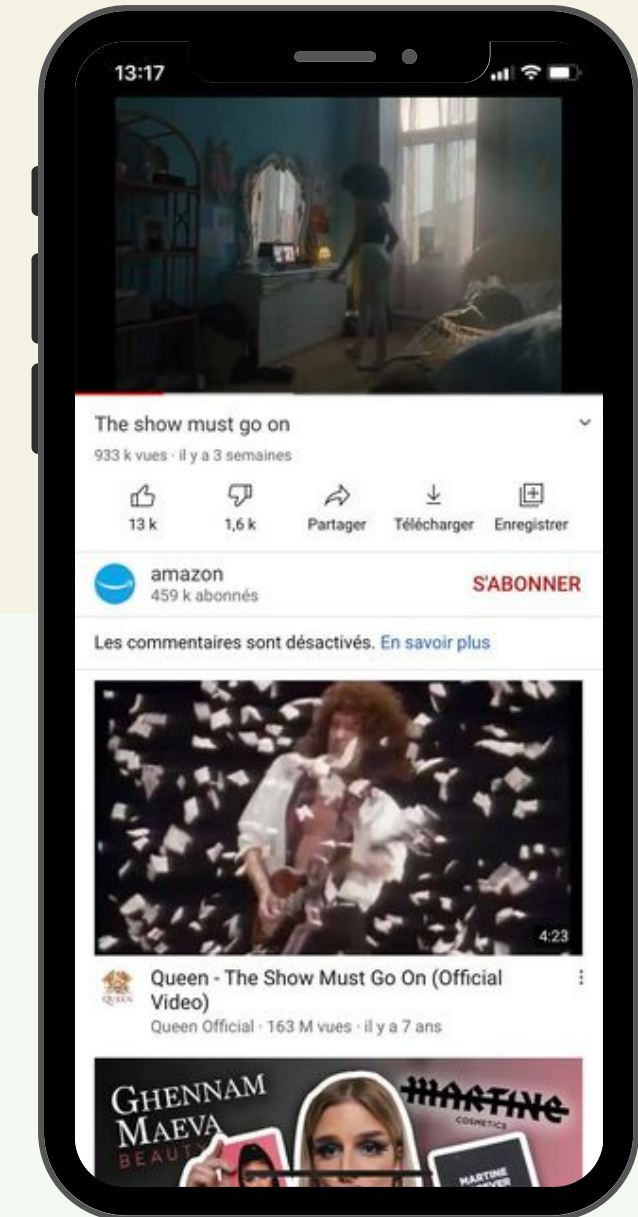 13:17
The show must go on
933 k vues · il y a 3 semaines
13 k
1,6 k
Partager
Télécharger
Enregistrer
amazon
459 k abonnés
S'ABONNER
Les commentaires sont désactivés. En savoir plus
4:23
Queen - The Show Must Go On (Official
Video)
QUEEN
Queen Official · 163 M vues · il y a 7 ans
GHENNAM
MAEVA
BEAUTY
MARTINE
COSMETICS
MARTINE